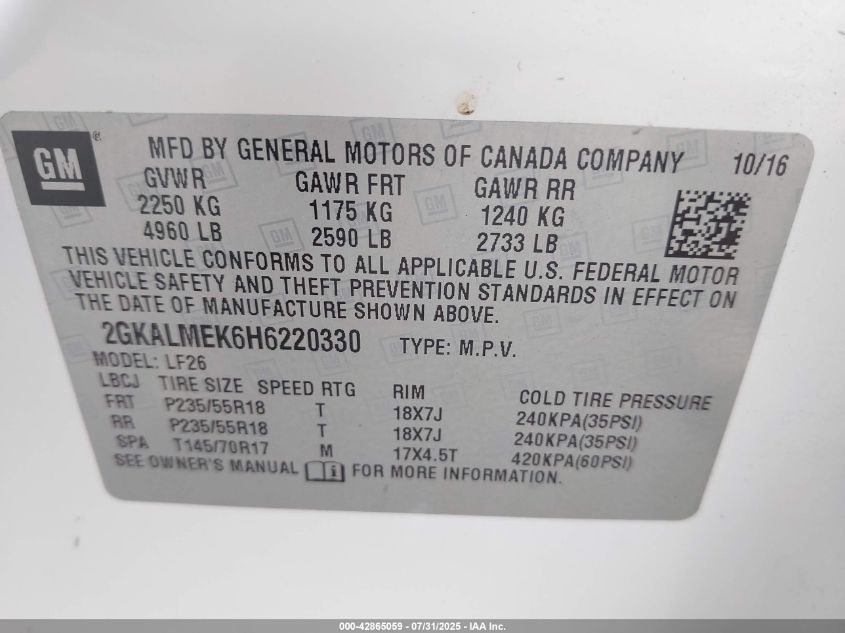 GM ®
MFD BY GENERAL MOTORS OF CANADA COMPANY 10/16
GVWR GAWR FRT GAWR RR
2250 KG 1175 KG 1240 KG
4960 LB 2590 LB 2733 LB
THIS VEHICLE CONFORMS TO ALL APPLICABLE U.S. FEDERAL MOTOR
VEHICLE SAFETY AND THEFT PREVENTION STANDARDS IN EFFECT ON
THE DATE OF MANUFACTURE SHOWN ABOVE.
2GKALMEK6H6220330 TYPE: M.P.V.
MODEL: LF26
LBCJ TIRE SIZE SPEED RTG RIM COLD TIRE PRESSURE
FRT P235/55R18 T 18X7J 240KPA(35PSI)
RR P235/55R18 T 18X7J 240KPA(35PSI)
SPA T145/70R17 M 17X4.5T 420KPA(60PSI)
SEE OWNER'S MANUAL i FOR MORE INFORMATION.
000-42865059 - 07/31/2025 - IAA Inc.